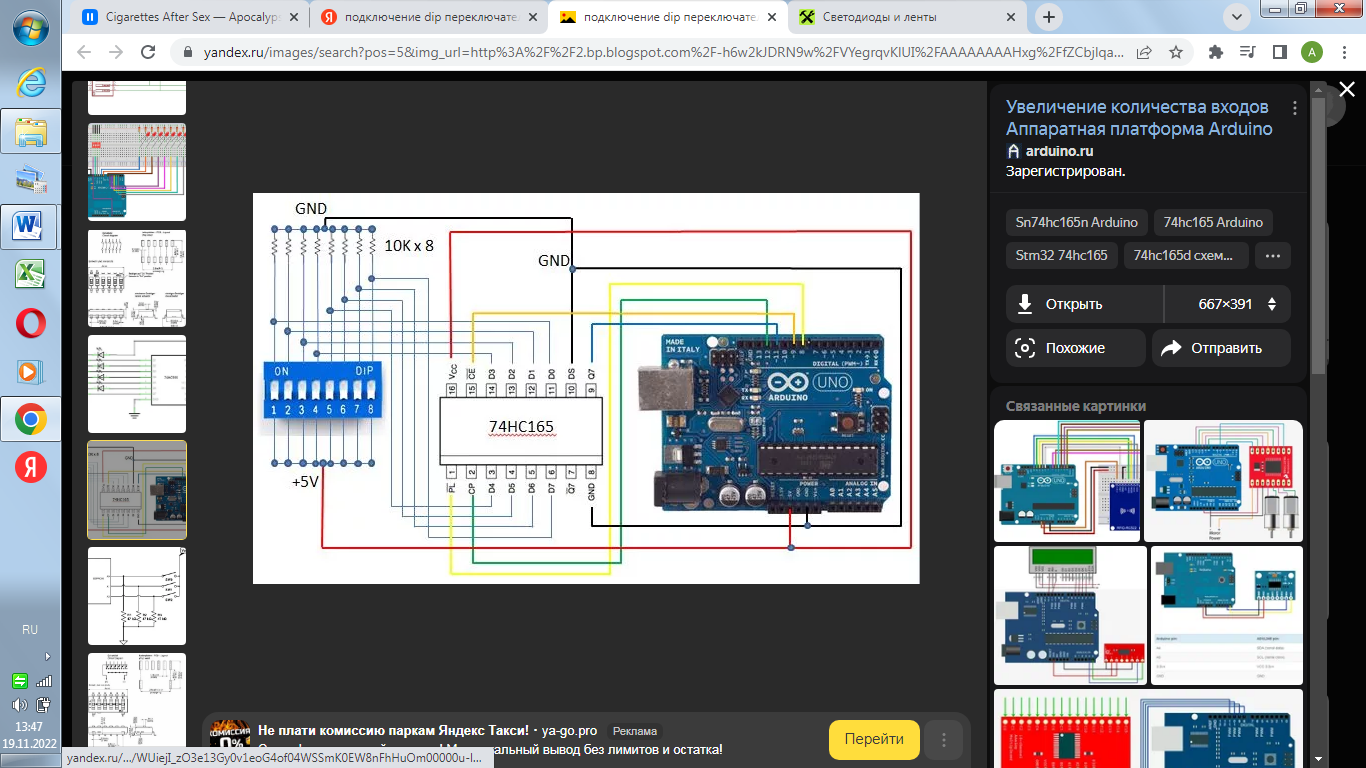 Cigarettes After Sex — Apocalyps
подключение dip переключате
подключение dip переключате
Светодиоды и ленты
yandex.ru/images/search?pos=5&img_url=http%3A%2F%2F2.bp.blogspot.com%2F-h6w2kJDRN9w%2FVYegrqvKlUI%2FAAAAAAAAHxg%2FfZCbjlqa...
A
GND
10K x 8
GND
ON DIP
1 2 3 4 5 6 7 8
+5V
Vcc CE D3 D2 D1 D0 DS Q7
16 15 14 13 12 11 10 9
74HC165
1 2 3 4 5 6 7 8
PL CP D4 D5 D6 D7 Q7 GND
MADE
IN ITALY
DIGITAL (PWM~)
UNO
ARDUINO
TX
RX
ON
RESET
POWER
ANALOG IN
Увеличение количества входов
Аппаратная платформа Arduino
arduino.ru
Зарегистрирован.
Sn74hc165n Arduino
74hc165 Arduino
Stm32 74hc165
74hc165d схем...
Открыть
667×391
Похожие
Отправить
Связанные картинки
Не плати комиссию паркам Яндекс Такси! · ya-go.pro
Реклама
Перейти
RU
13:47
19.11.2022